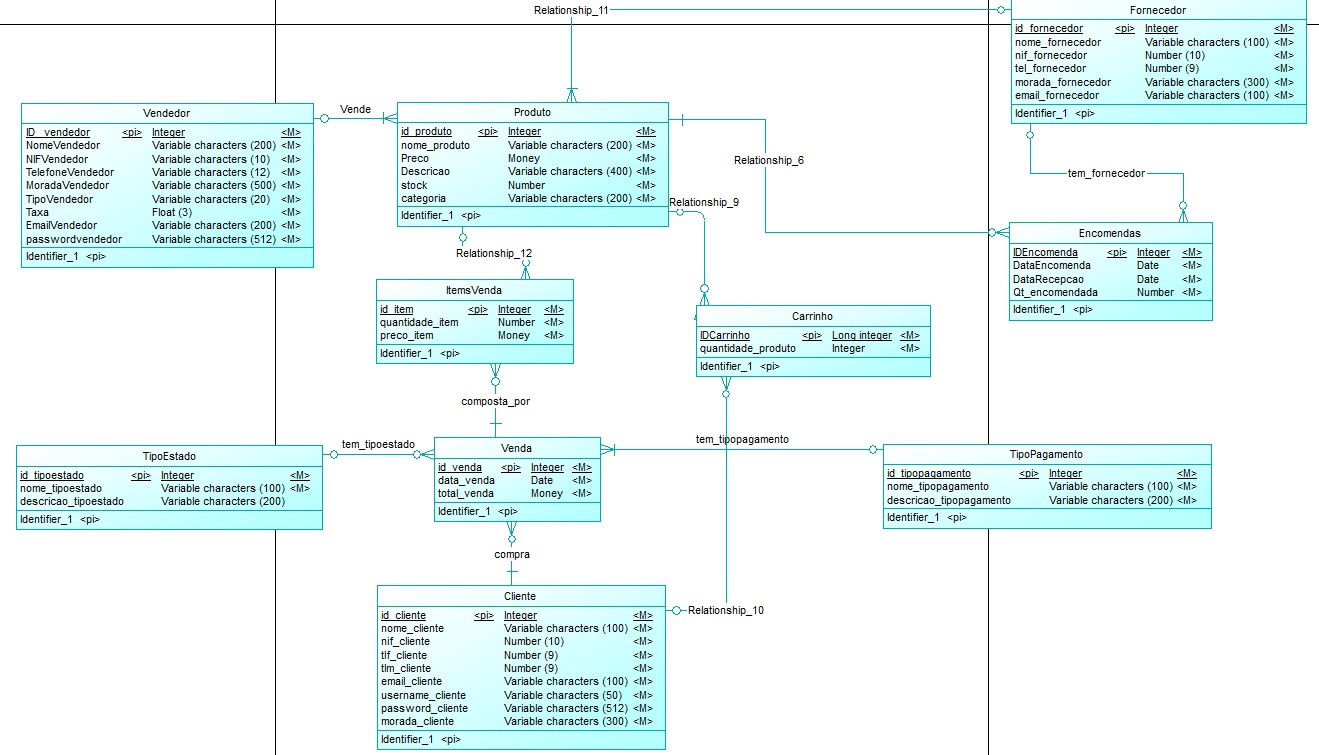 Relationship_11
Fornecedor
id_fornecedor <pi> Integer <M>
nome_fornecedor Variable characters (100) <M>
nif_fornecedor Number (10) <M>
tel_fornecedor Number (9) <M>
morada_fornecedor Variable characters (300) <M>
email_fornecedor Variable characters (100) <M>
Identifier_1 <pi>
Vendedor
ID_vendedor <pi> Integer <M>
NomeVendedor Variable characters (200) <M>
NIFVendedor Variable characters (10) <M>
TelefoneVendedor Variable characters (12) <M>
MoradaVendedor Variable characters (500) <M>
TipoVendedor Variable characters (20) <M>
Taxa Float (3) <M>
EmailVendedor Variable characters (200) <M>
passwordvendedor Variable characters (512) <M>
Identifier_1 <pi>
Vende
Produto
id_produto <pi> Integer <M>
nome_produto Variable characters (200) <M>
Preco Money <M>
Descricao Variable characters (400) <M>
stock Number <M>
categoria Variable characters (200) <M>
Identifier_1 <pi>
Relationship_6
Relationship_9
tem_fornecedor
Encomendas
IDEncomenda <pi> Integer <M>
DataEncomenda Date <M>
DataRecepcao Date <M>
Qt_encomendada Number <M>
Identifier_1 <pi>
Relationship_12
ItemsVenda
id_item <pi> Integer <M>
quantidade_item Number <M>
preco_item Money <M>
Identifier_1 <pi>
Carrinho
IDCarrinho <pi> Long integer <M>
quantidade_produto Integer <M>
Identifier_1 <pi>
composta_por
TipoEstado
id_tipoestado <pi> Integer <M>
nome_tipoestado Variable characters (100) <M>
descricao_tipoestado Variable characters (200)
Identifier_1 <pi>
tem_tipoestado
Venda
id_venda <pi> Integer <M>
data_venda Date <M>
total_venda Money <M>
Identifier_1 <pi>
tem_tipopagamento
TipoPagamento
id_tipopagamento <pi> Integer <M>
nome_tipopagamento Variable characters (100) <M>
descricao_tipopagamento Variable characters (200) <M>
Identifier_1 <pi>
compra
Cliente
id_cliente <pi> Integer <M>
nome_cliente Variable characters (100) <M>
nif_cliente Number (10) <M>
tlf_cliente Number (9) <M>
tlm_cliente Number (9) <M>
email_cliente Variable characters (100) <M>
username_cliente Variable characters (50) <M>
password_cliente Variable characters (512) <M>
morada_cliente Variable characters (300) <M>
Identifier_1 <pi>
Relationship_10